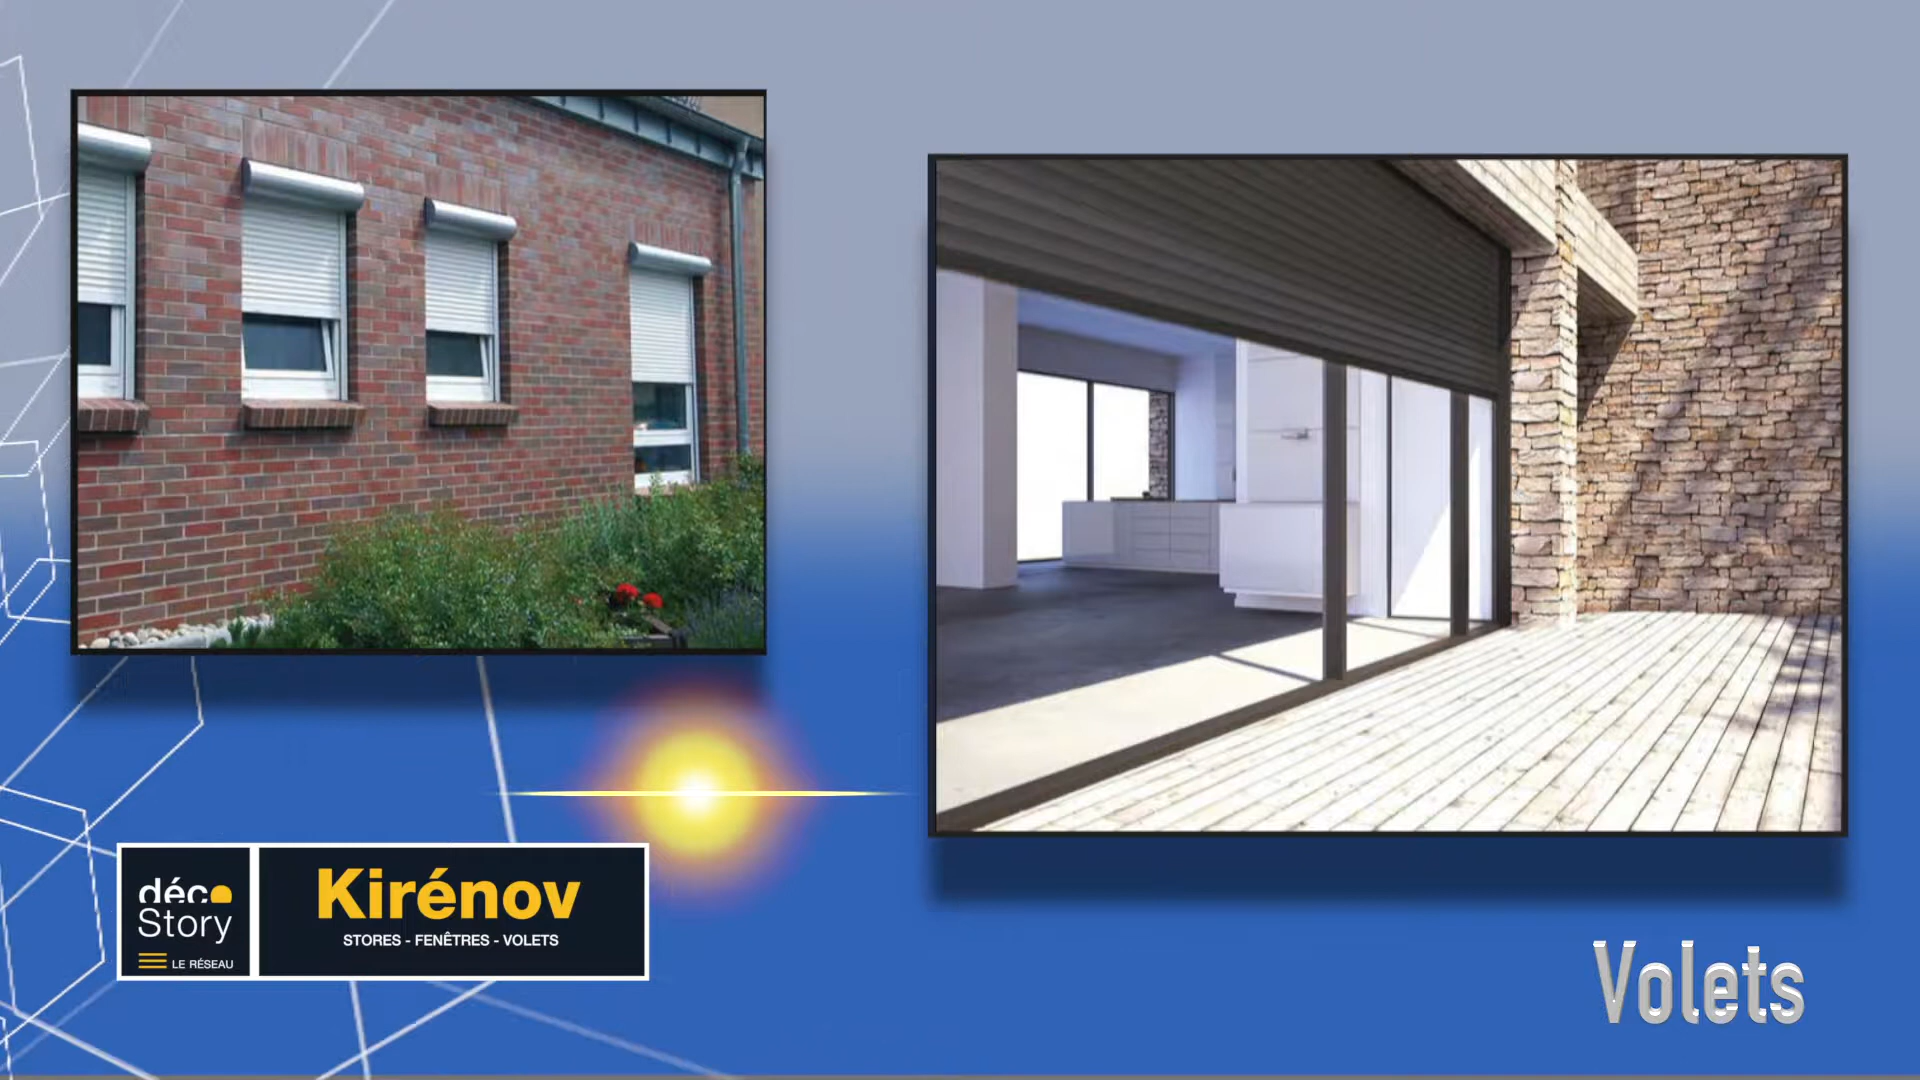 déco
Story
LE RÉSEAU
Kirénov
STORES - FENÊTRES - VOLETS
Volets